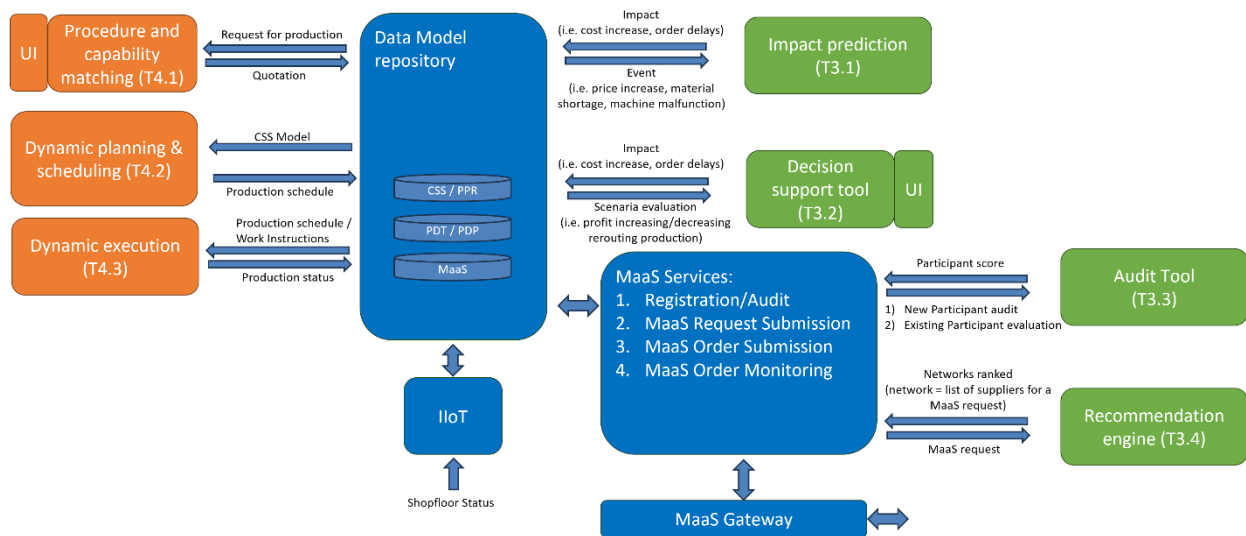 UI
Procedure and
capability
matching (T4.1)
Request for production
Quotation
Dynamic planning &
scheduling (T4.2)
CSS Model
Production schedule
Dynamic execution
(T4.3)
Production schedule /
Work Instructions
Production status
Data Model
repository
CSS / PPR
PDT / PDP
MaaS
IIoT
Shopfloor Status
Impact
(i.e. cost increase, order delays)
Event
(i.e. price increase, material
shortage, machine malfunction)
Impact prediction
(T3.1)
Impact
(i.e. cost increase, order delays)
Scenaria evaluation
(i.e. profit increasing/decreasing
rerouting production)
Decision
support tool
(T3.2)
UI
MaaS Services:
1. Registration/Audit
2. MaaS Request Submission
3. MaaS Order Submission
4. MaaS Order Monitoring
Participant score
1) New Participant audit
2) Existing Participant evaluation
Audit Tool
(T3.3)
Networks ranked
(network = list of suppliers for a
MaaS request)
MaaS request
Recommendation
engine (T3.4)
MaaS Gateway